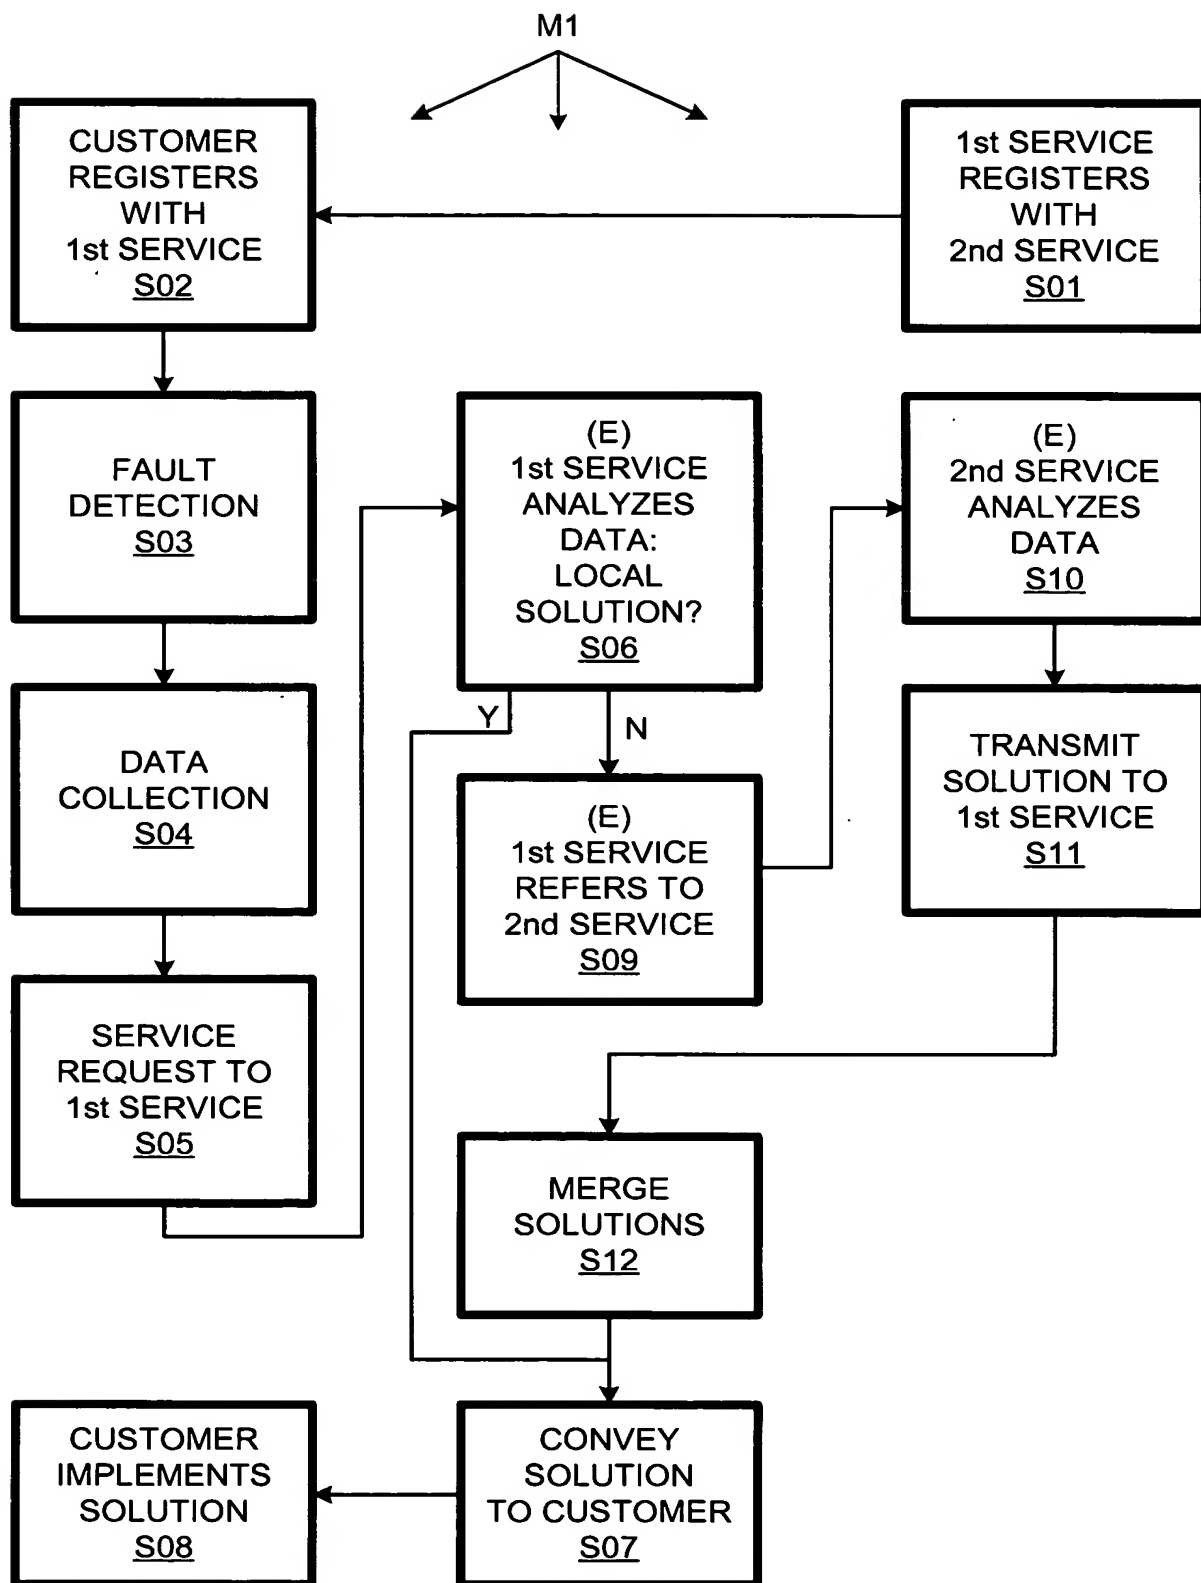 M1
CUSTOMER
REGISTERS
WITH
1st SERVICE
S02
1st SERVICE
REGISTERS
WITH
2nd SERVICE
S01
FAULT
DETECTION
S03
(E)
1st SERVICE
ANALYZES
DATA:
LOCAL
SOLUTION?
S06
(E)
2nd SERVICE
ANALYZES
DATA
S10
Y
N
DATA
COLLECTION
S04
(E)
1st SERVICE
REFERS TO
2nd SERVICE
S09
TRANSMIT
SOLUTION TO
1st SERVICE
S11
SERVICE
REQUEST TO
1st SERVICE
S05
MERGE
SOLUTIONS
S12
CUSTOMER
IMPLEMENTS
SOLUTION
S08
CONVEY
SOLUTION
TO CUSTOMER
S07